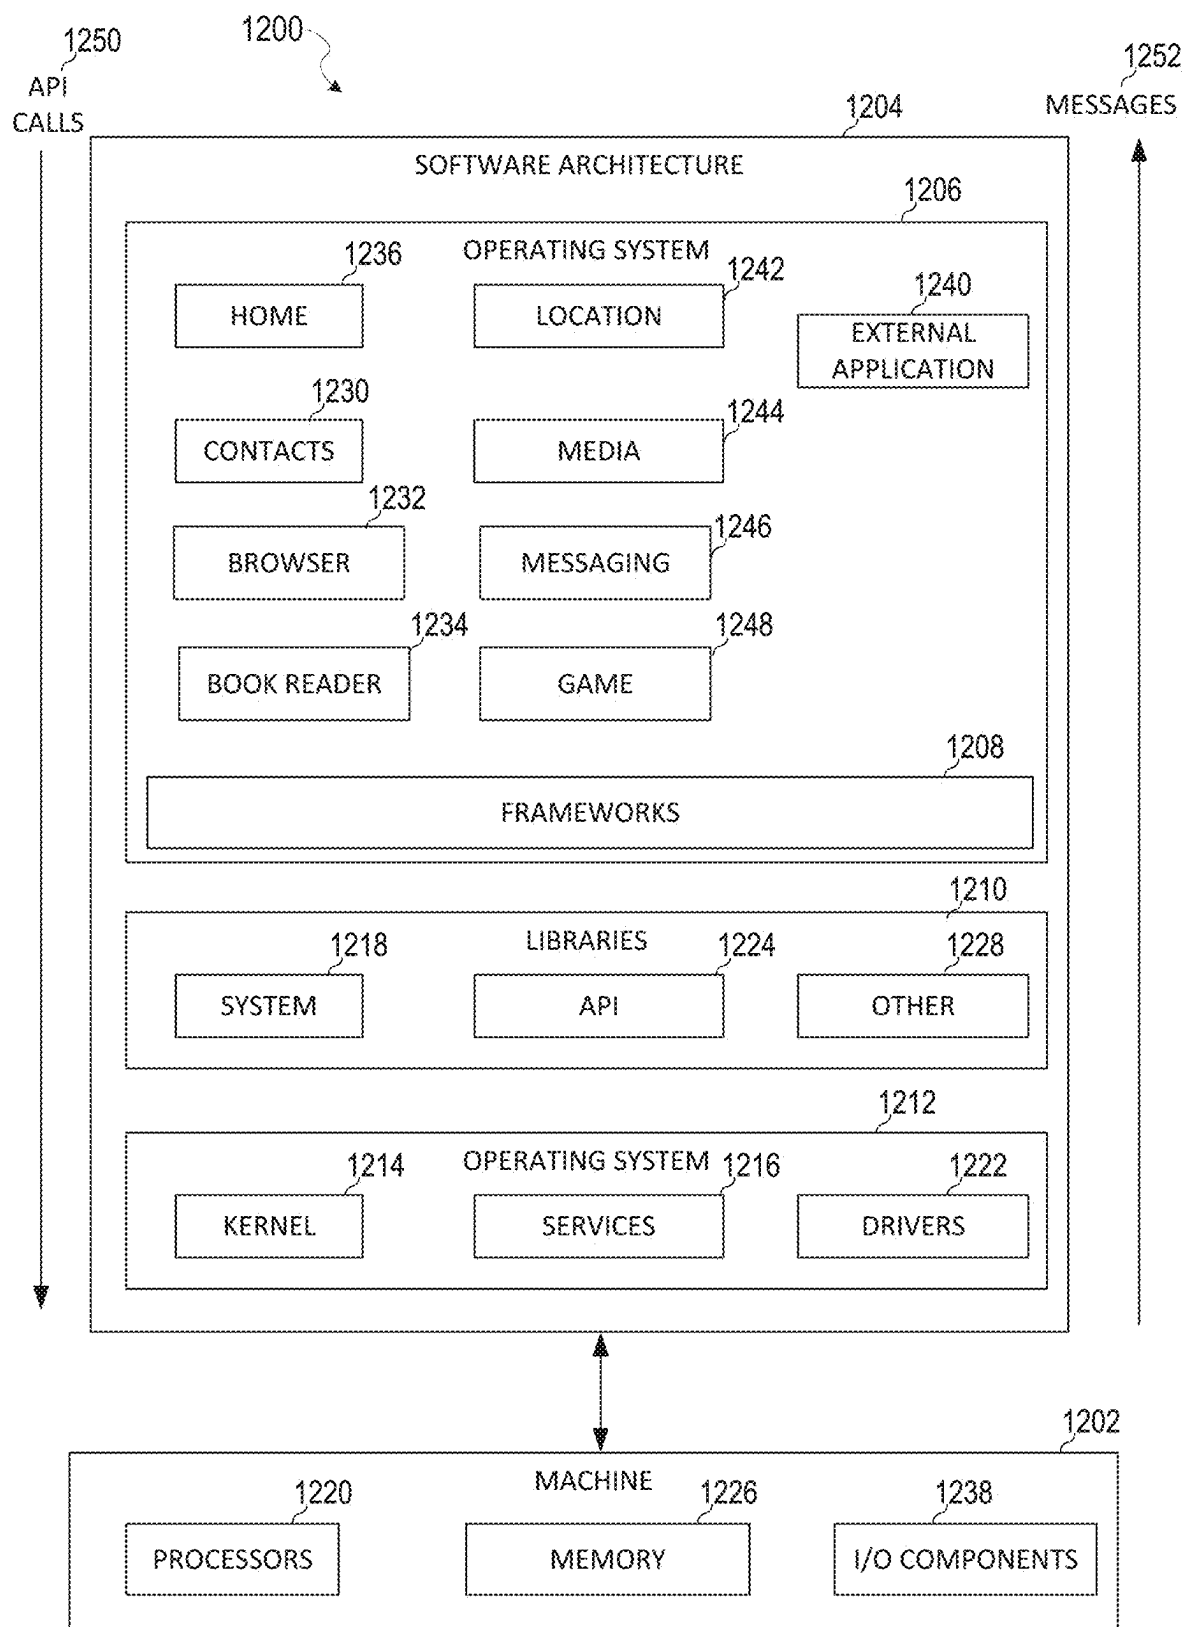 1250
1200
1252
API
CALLS
MESSAGES
1204
SOFTWARE ARCHITECTURE
1206
OPERATING SYSTEM
1236
1242
1240
HOME
LOCATION
EXTERNAL
APPLICATION
1230
1244
CONTACTS
MEDIA
1232
1246
BROWSER
MESSAGING
1234
1248
BOOK READER
GAME
1208
FRAMEWORKS
1210
LIBRARIES
1218
1224
1228
SYSTEM
API
OTHER
1212
OPERATING SYSTEM
1214
1216
1222
KERNEL
SERVICES
DRIVERS
1202
MACHINE
1220
1226
1238
PROCESSORS
MEMORY
I/O COMPONENTS